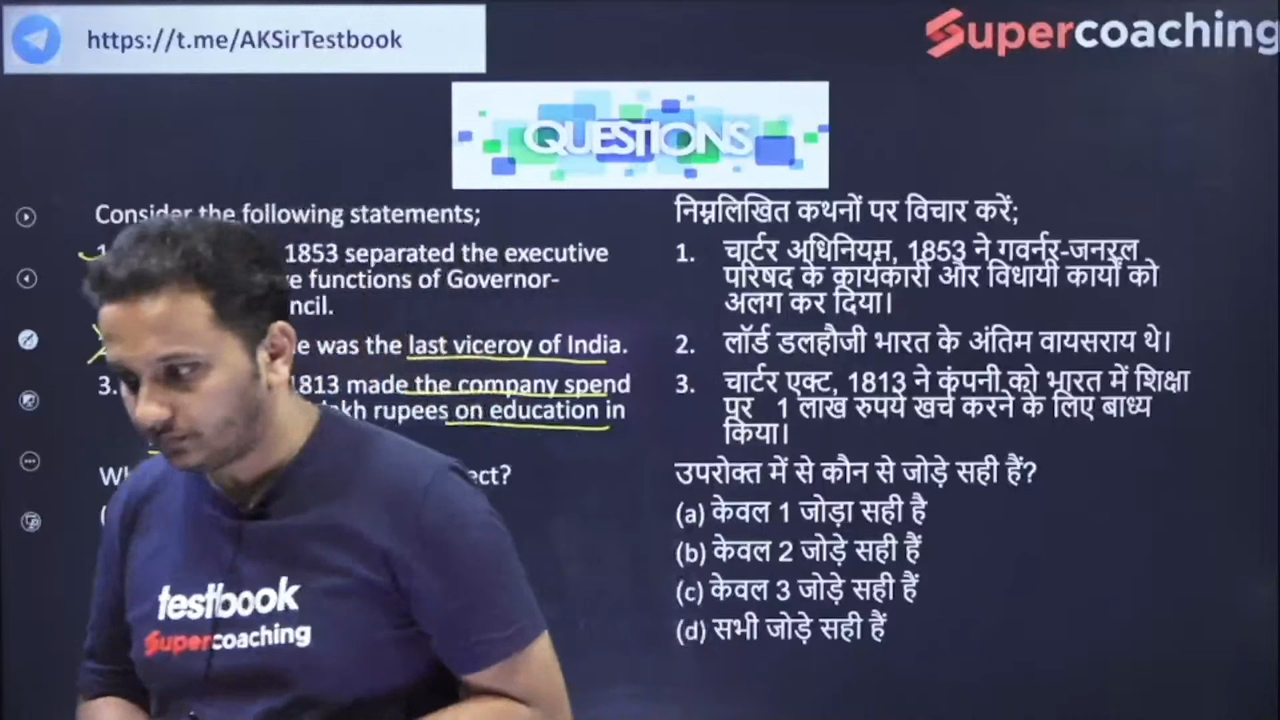 https://t.me/AKSirTestbook
Supercoaching
QUESTIONS
Consider the following statements;
1853 separated the executive
functions of Governor-
was the last viceroy of India.
3.
1813 made the company spend
rupees on education in
निम्नलिखित कथनों पर विचार करें;
1. चार्टर अधिनियम, 1853 ने गवर्नर-जनरल
परिषद के कार्यकारी और विधायी कार्यों को
अलग कर दिया।
2. लॉर्ड डलहौजी भारत के अंतिम वायसराय थे।
3. चार्टर एक्ट, 1813 ने कंपनी को भारत में शिक्षा
पर 1 लाख रुपये खर्च करने के लिए बाध्य
किया।
उपरोक्त में से कौन से जोड़े सही हैं?
(a) केवल 1 जोड़ा सही है
(b) केवल 2 जोड़े सही हैं
(c) केवल 3 जोड़े सही हैं
(d) सभी जोड़े सही हैं
testbook
Supercoaching